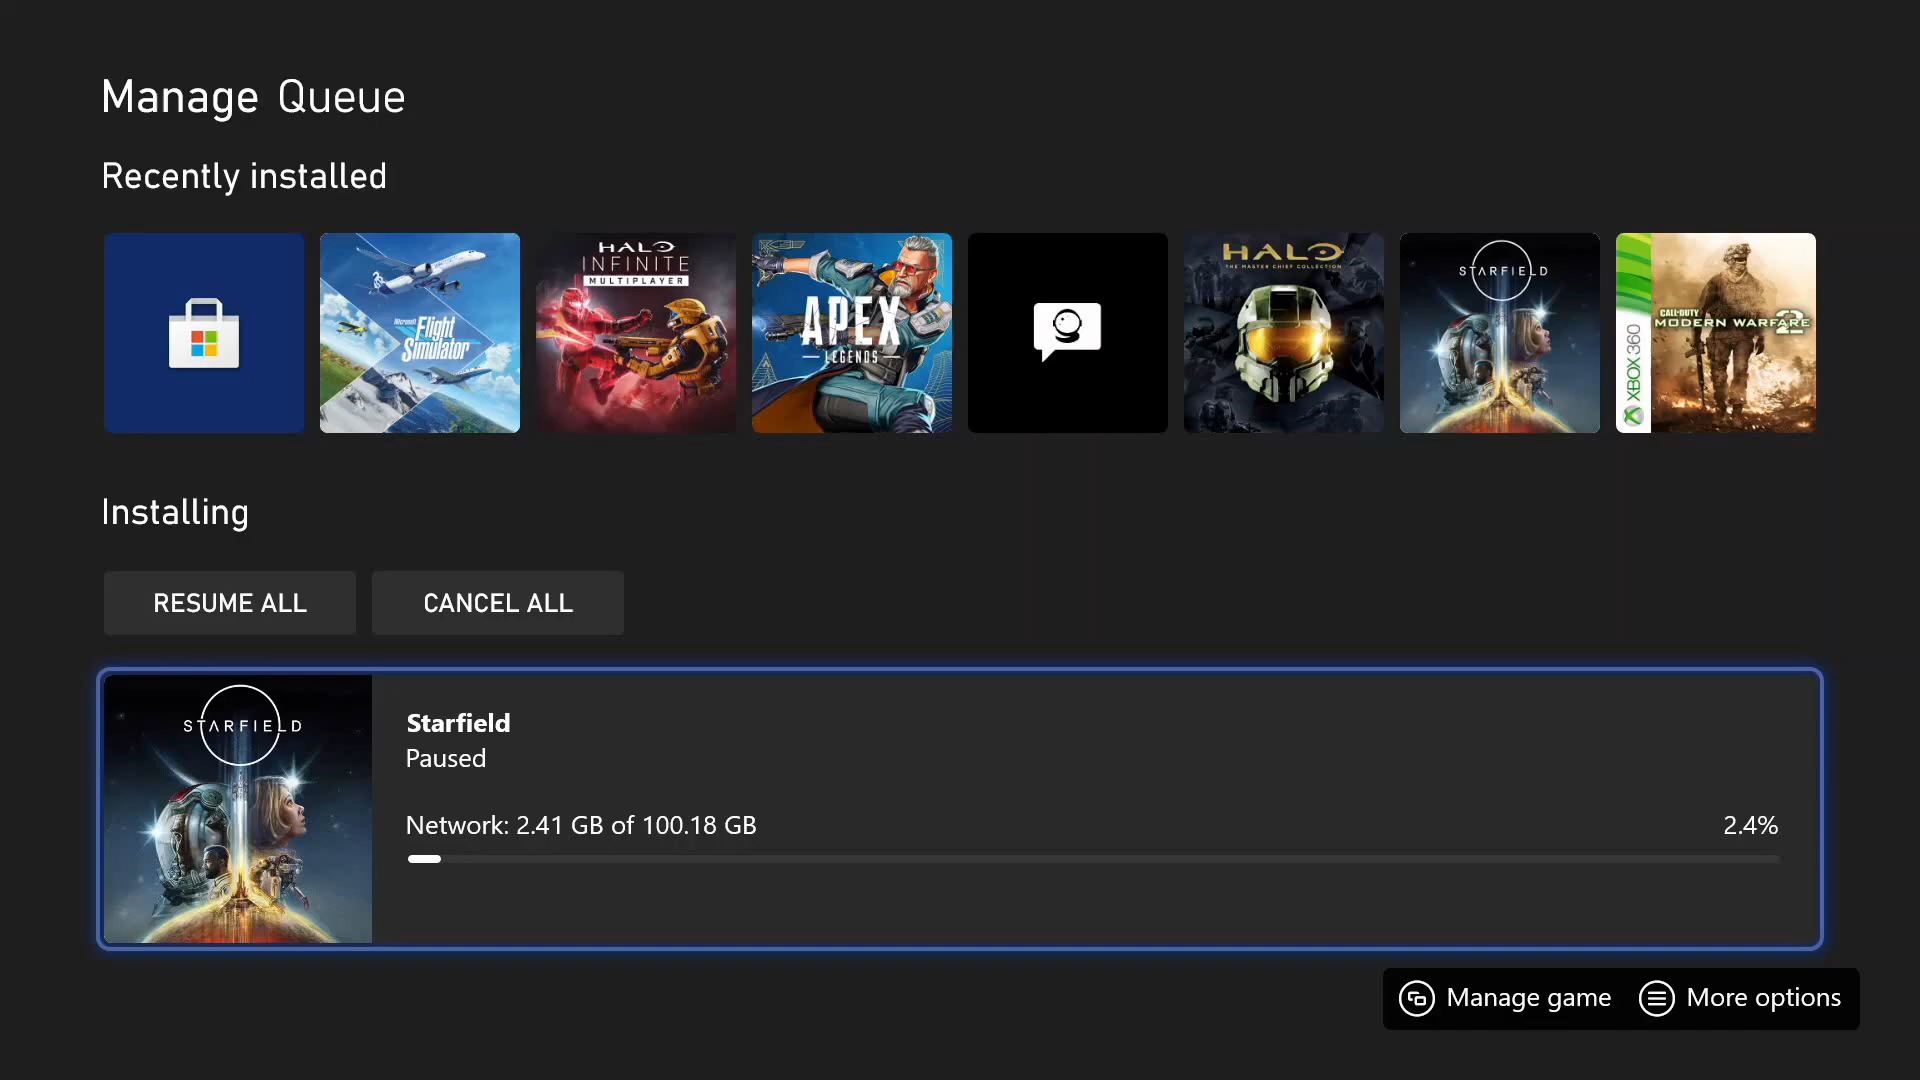 Manage Queue
Recently installed
Microsoft
Flight
Simulator
HALO
INFINITE
MULTIPLAYER
APEX
LEGENDS
HALO
THE MASTER CHIEF COLLECTION
STARFIELD
XBOX 360
CALL OF DUTY
MODERN WARFARE
2
Installing
RESUME ALL
CANCEL ALL
STARFIELD
Starfield
Paused
Network: 2.41 GB of 100.18 GB
2.4%
Manage game
More options